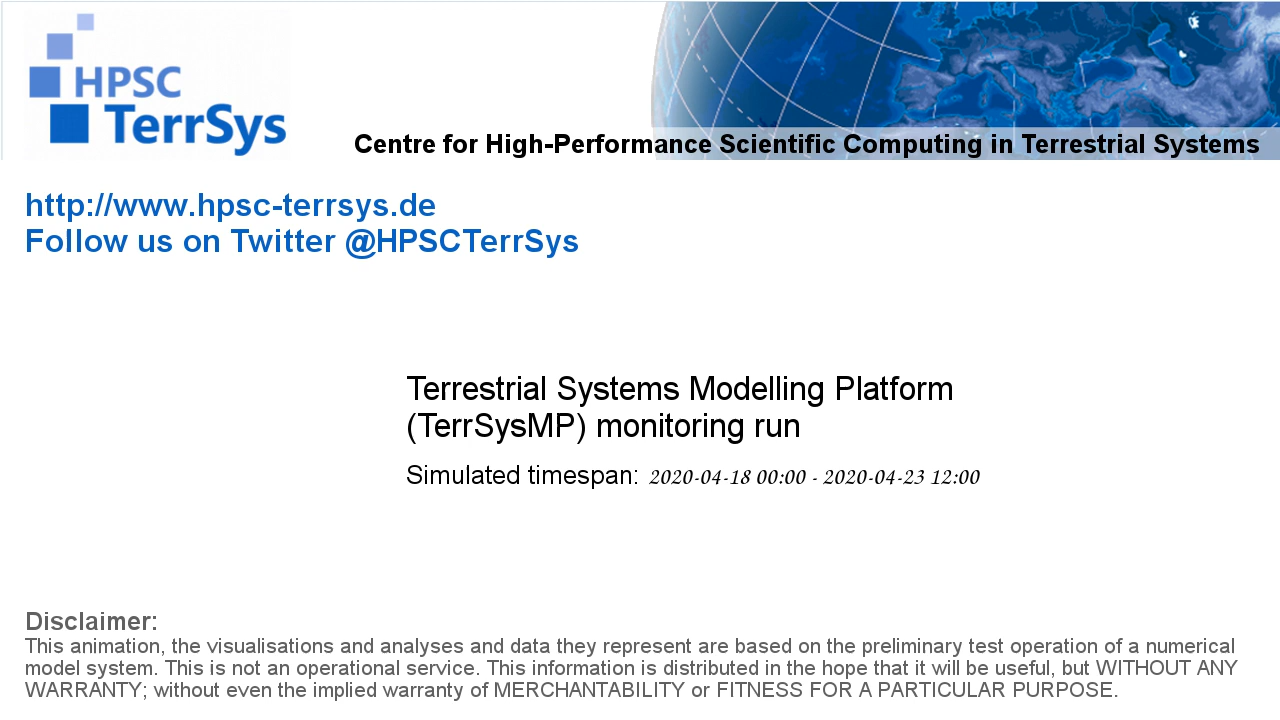 HPSC
TerrSys
Centre for High-Performance Scientific Computing in Terrestrial Systems
http://www.hpsc-terrsys.de
Follow us on Twitter @HPSCTerrSys
Terrestrial Systems Modelling Platform
(TerrSysMP) monitoring run
Simulated timespan: 2020-04-18 00:00 - 2020-04-23 12:00
Disclaimer:
This animation, the visualisations and analyses and data they represent are based on the preliminary test operation of a numerical
model system. This is not an operational service. This information is distributed in the hope that it will be useful, but WITHOUT ANY
WARRANTY; without even the implied warranty of MERCHANTABILITY or FITNESS FOR A PARTICULAR PURPOSE.